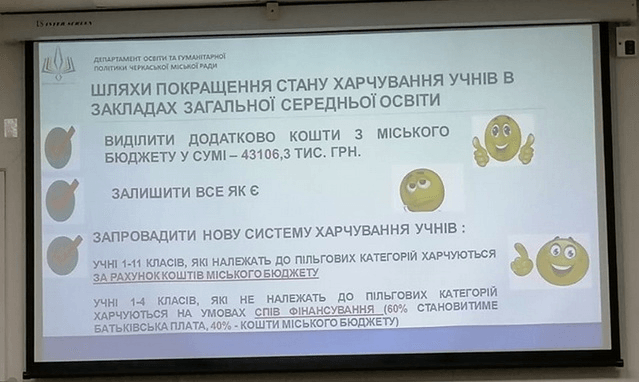 INTER SCREEN
ДЕПАРТАМЕНТ ОСВІТИ ТА ГУМАНІТАРНОЇ
ПОЛІТИКИ ЧЕРКАСЬКОЇ МІСЬКОЇ РАДИ
ШЛЯХИ ПОКРАЩЕННЯ СТАНУ ХАРЧУВАННЯ УЧНІВ В
ЗАКЛАДАХ ЗАГАЛЬНОЇ СЕРЕДНЬОЇ ОСВІТИ
ВИДІЛИТИ ДОДАТКОВО КОШТИ З МІСЬКОГО
БЮДЖЕТУ У СУМІ – 43106,3 ТИС. ГРН.
ЗАЛИШИТИ ВСЕ ЯК Є
ЗАПРОВАДИТИ НОВУ СИСТЕМУ ХАРЧУВАННЯ УЧНІВ :
УЧНІ 1-11 КЛАСІВ, ЯКІ НАЛЕЖАТЬ ДО ПІЛЬГОВИХ КАТЕГОРІЙ ХАРЧУЮТЬСЯ
ЗА РАХУНОК КОШТІВ МІСЬКОГО БЮДЖЕТУ
УЧНІ 1-4 КЛАСІВ, ЯКІ НЕ НАЛЕЖАТЬ ДО ПІЛЬГОВИХ КАТЕГОРІЙ
ХАРЧУЮТЬСЯ НА УМОВАХ СПІВ ФІНАНСУВАННЯ (60% СТАНОВИТИМЕ
БАТЬКІВСЬКА ПЛАТА, 40% - КОШТИ МІСЬКОГО БЮДЖЕТУ)